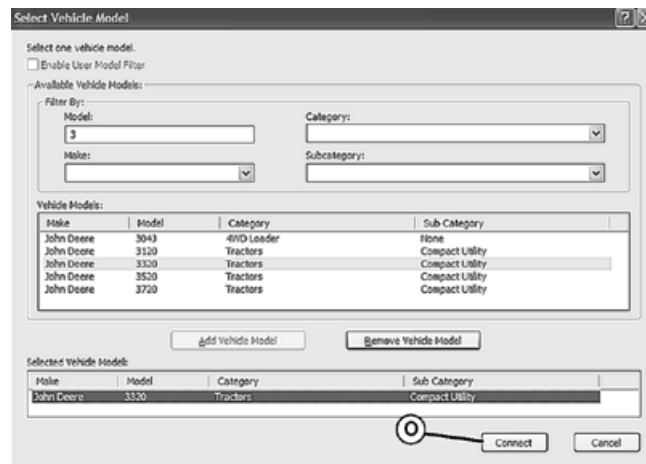 Select Vehicle Model
Select one vehicle model.
Enable User Model Filter
Available Vehicle Models:
Filter By:
Model: Category:
3
Make: Subcategory:
Vehicle Models:
Make Model Category Sub Category
John Deere 3043 4WD Loader None
John Deere 3120 Tractors Compact Utility
John Deere 3320 Tractors Compact Utility
John Deere 3520 Tractors Compact Utility
John Deere 3720 Tractors Compact Utility
Add Vehicle Model Remove Vehicle Model
Selected Vehicle Model:
Make Model Category Sub Category
John Deere 3320 Tractors Compact Utility
O
Connect Cancel